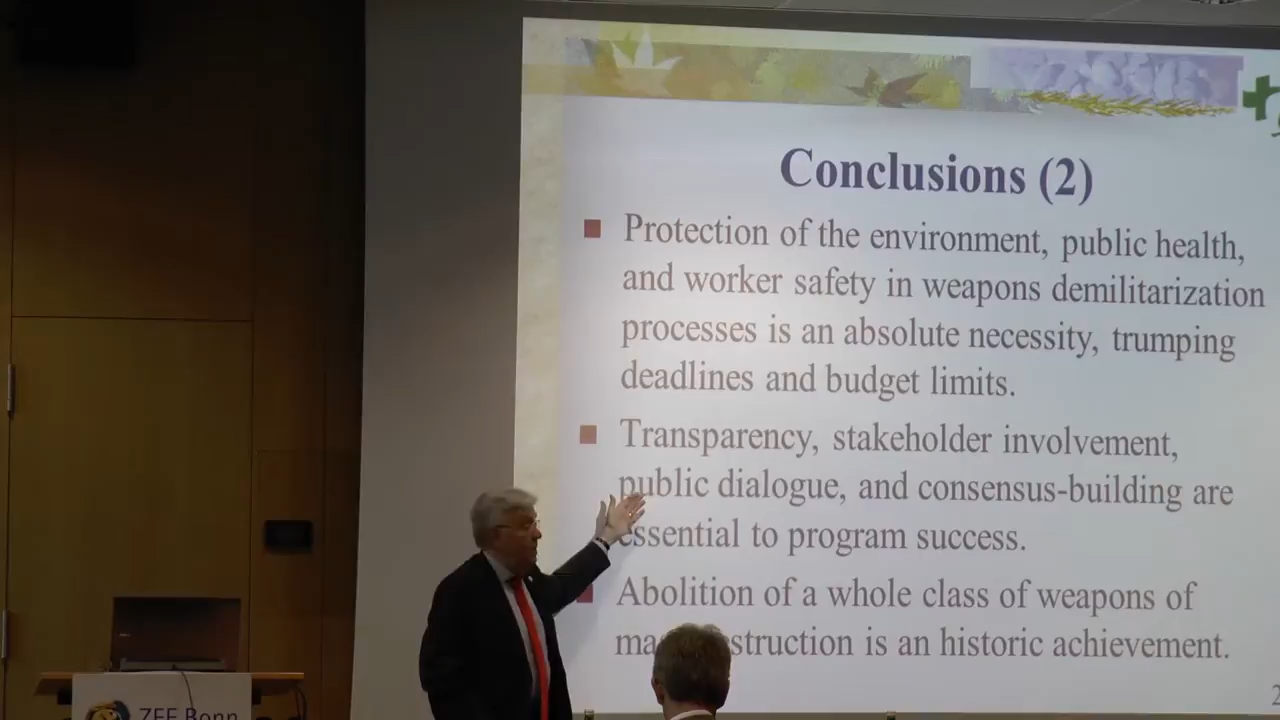 Conclusions (2)
Protection of the environment, public health,
and worker safety in weapons demilitarization
processes is an absolute necessity, trumping
deadlines and budget limits.
Transparency, stakeholder involvement,
public dialogue, and consensus-building are
essential to program success.
Abolition of a whole class of weapons of
struction is an historic achievement.
ZEF Bonn